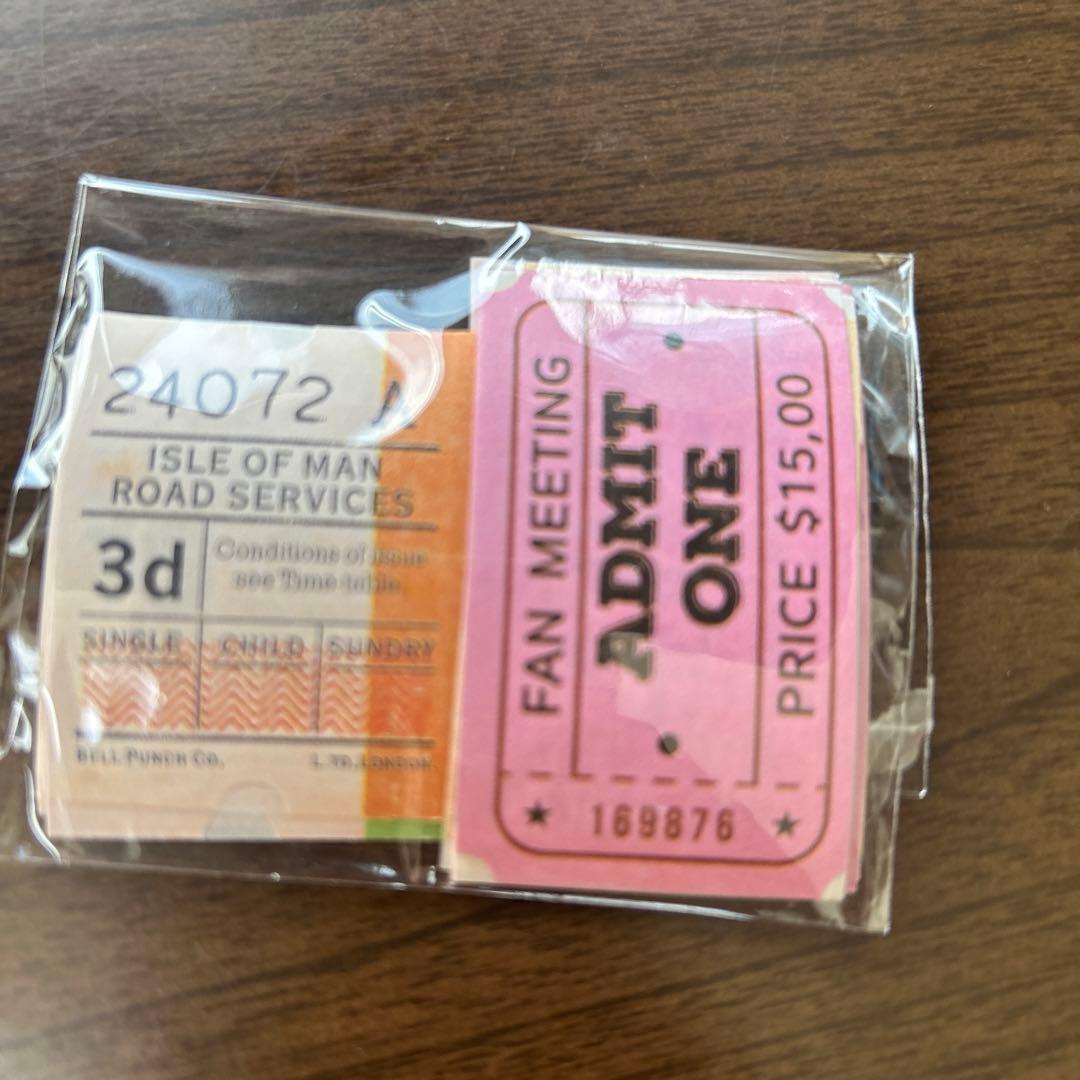 24072 A
ISLE OF MAN
ROAD SERVICES
3d
Conditions of issue
see Time-table.
SINGLE CHILD SUNDRY
BELL PUNCH CO. LTD, LONDON.
FAN MEETING
ADMIT
ONE
PRICE $15,00
★ 169876 ★